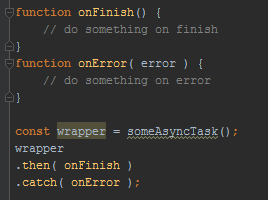 function onFinish() {
    // do something on finish
}
function onError( error ) {
    // do something on error
}

const wrapper = someAsyncTask();
wrapper
.then( onFinish )
.catch( onError );